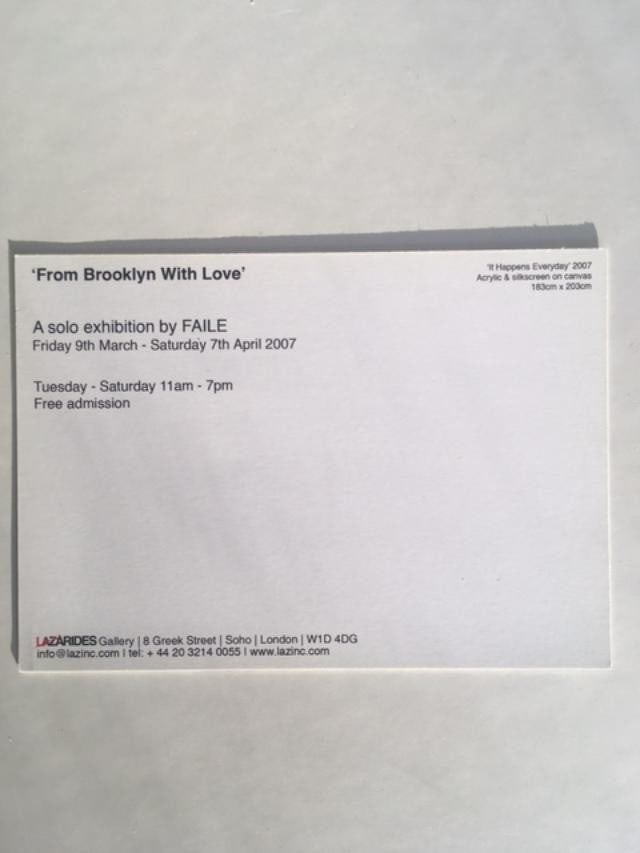 'From Brooklyn With Love'
'It Happens Everyday' 2007
Acrylic & silkscreen on canvas
183cm x 203cm
A solo exhibition by FAILE
Friday 9th March - Saturday 7th April 2007
Tuesday - Saturday 11am - 7pm
Free admission
LAZARIDES Gallery | 8 Greek Street | Soho | London | W1D 4DG
info@lazinc.com | tel: + 44 20 3214 0055 | www.lazinc.com